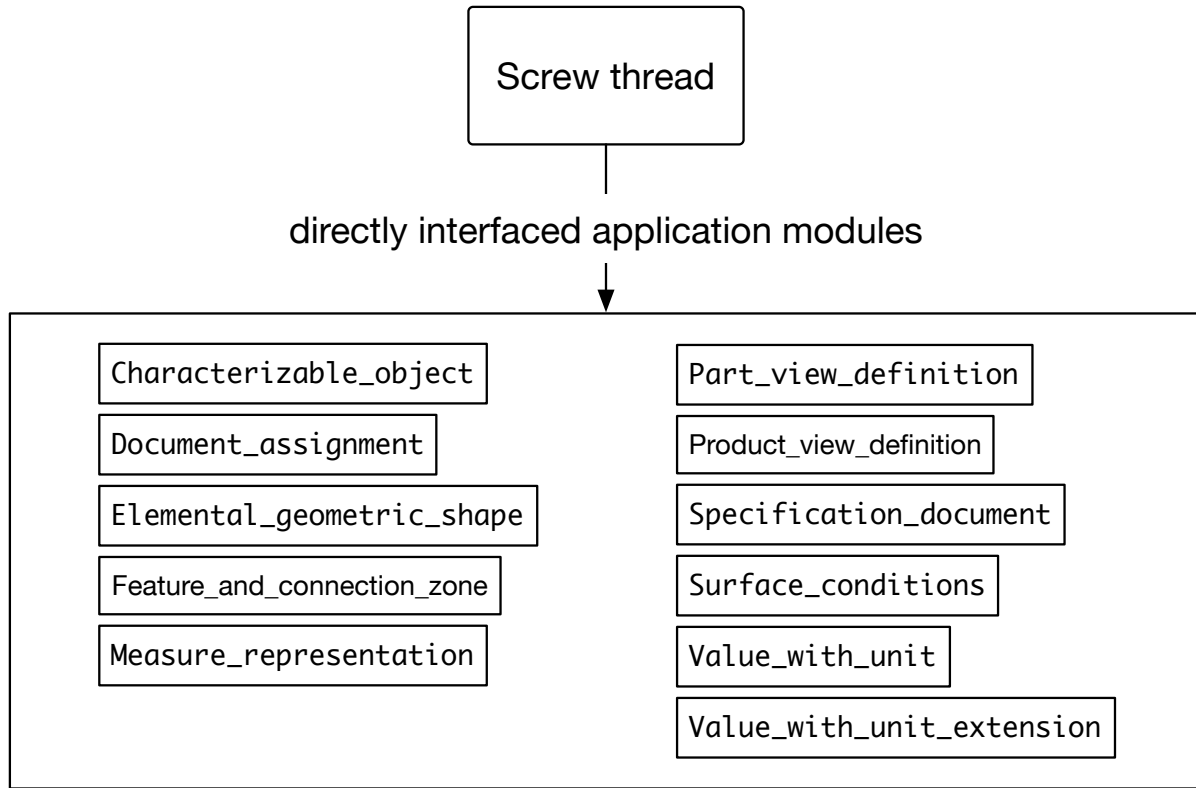 Screw thread
directly interfaced application modules
Characterizable_object
Document_assignment
Elemental_geometric_shape
Feature_and_connection_zone
Measure_representation
Part_view_definition
Product_view_definition
Specification_document
Surface_conditions
Value_with_unit
Value_with_unit_extension